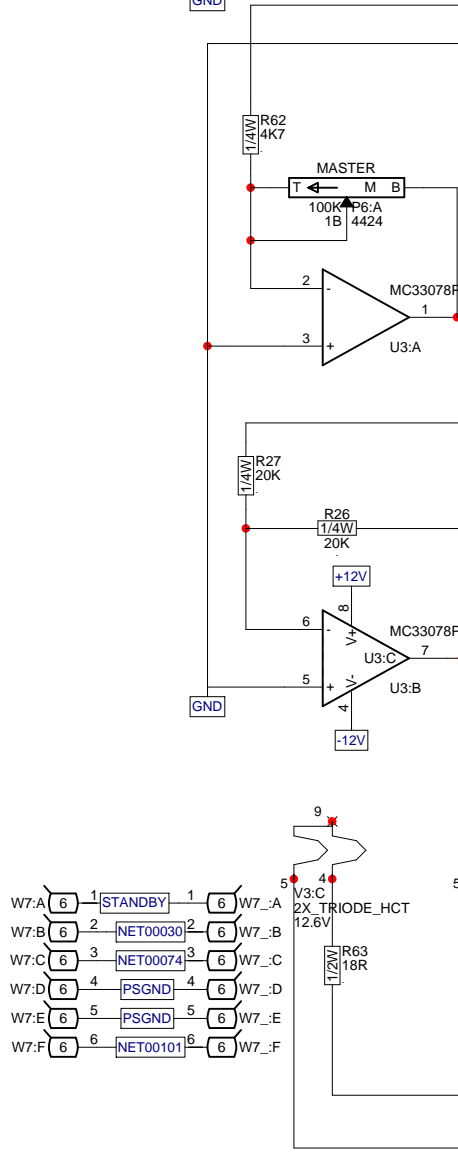 GND
R62
1/4W
4K7
.
MASTER
T M B
100K P6:A
1B 4424
2 -
MC33078P
1
3 +
U3:A
R27
1/4W
20K
.
R26
1/4W
20K
.
+12V
8
6 -
V+
MC33078P
U3:C
7
5 +
V-
U3:B
GND
4
-12V
9
5 4 5
V3:C
2X_TRIODE_HCT
12.6V
W7:A 6 1 STANDBY 1 6 W7_:A
W7:B 6 2 NET00030 2 6 W7_:B
W7:C 6 3 NET00074 3 6 W7_:C
W7:D 6 4 PSGND 4 6 W7_:D
W7:E 6 5 PSGND 5 6 W7_:E
W7:F 6 6 NET00101 6 6 W7_:F
R63
1/2W
18R
.